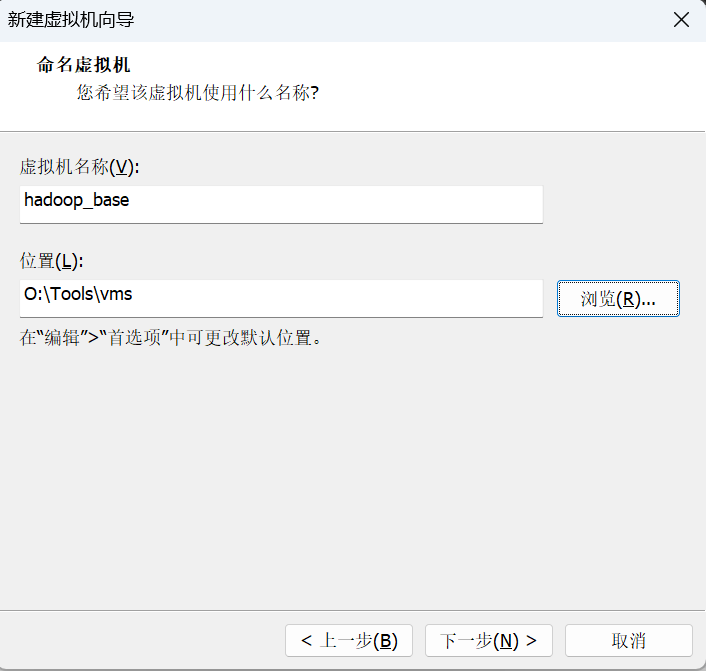 新建虚拟机向导
命名虚拟机
您希望该虚拟机使用什么名称?
虚拟机名称(V):
hadoop_base
位置(L):
O:\Tools\vms
浏览(R)...
在“编辑”>“首选项”中可更改默认位置。
< 上一步(B)
下一步(N) >
取消